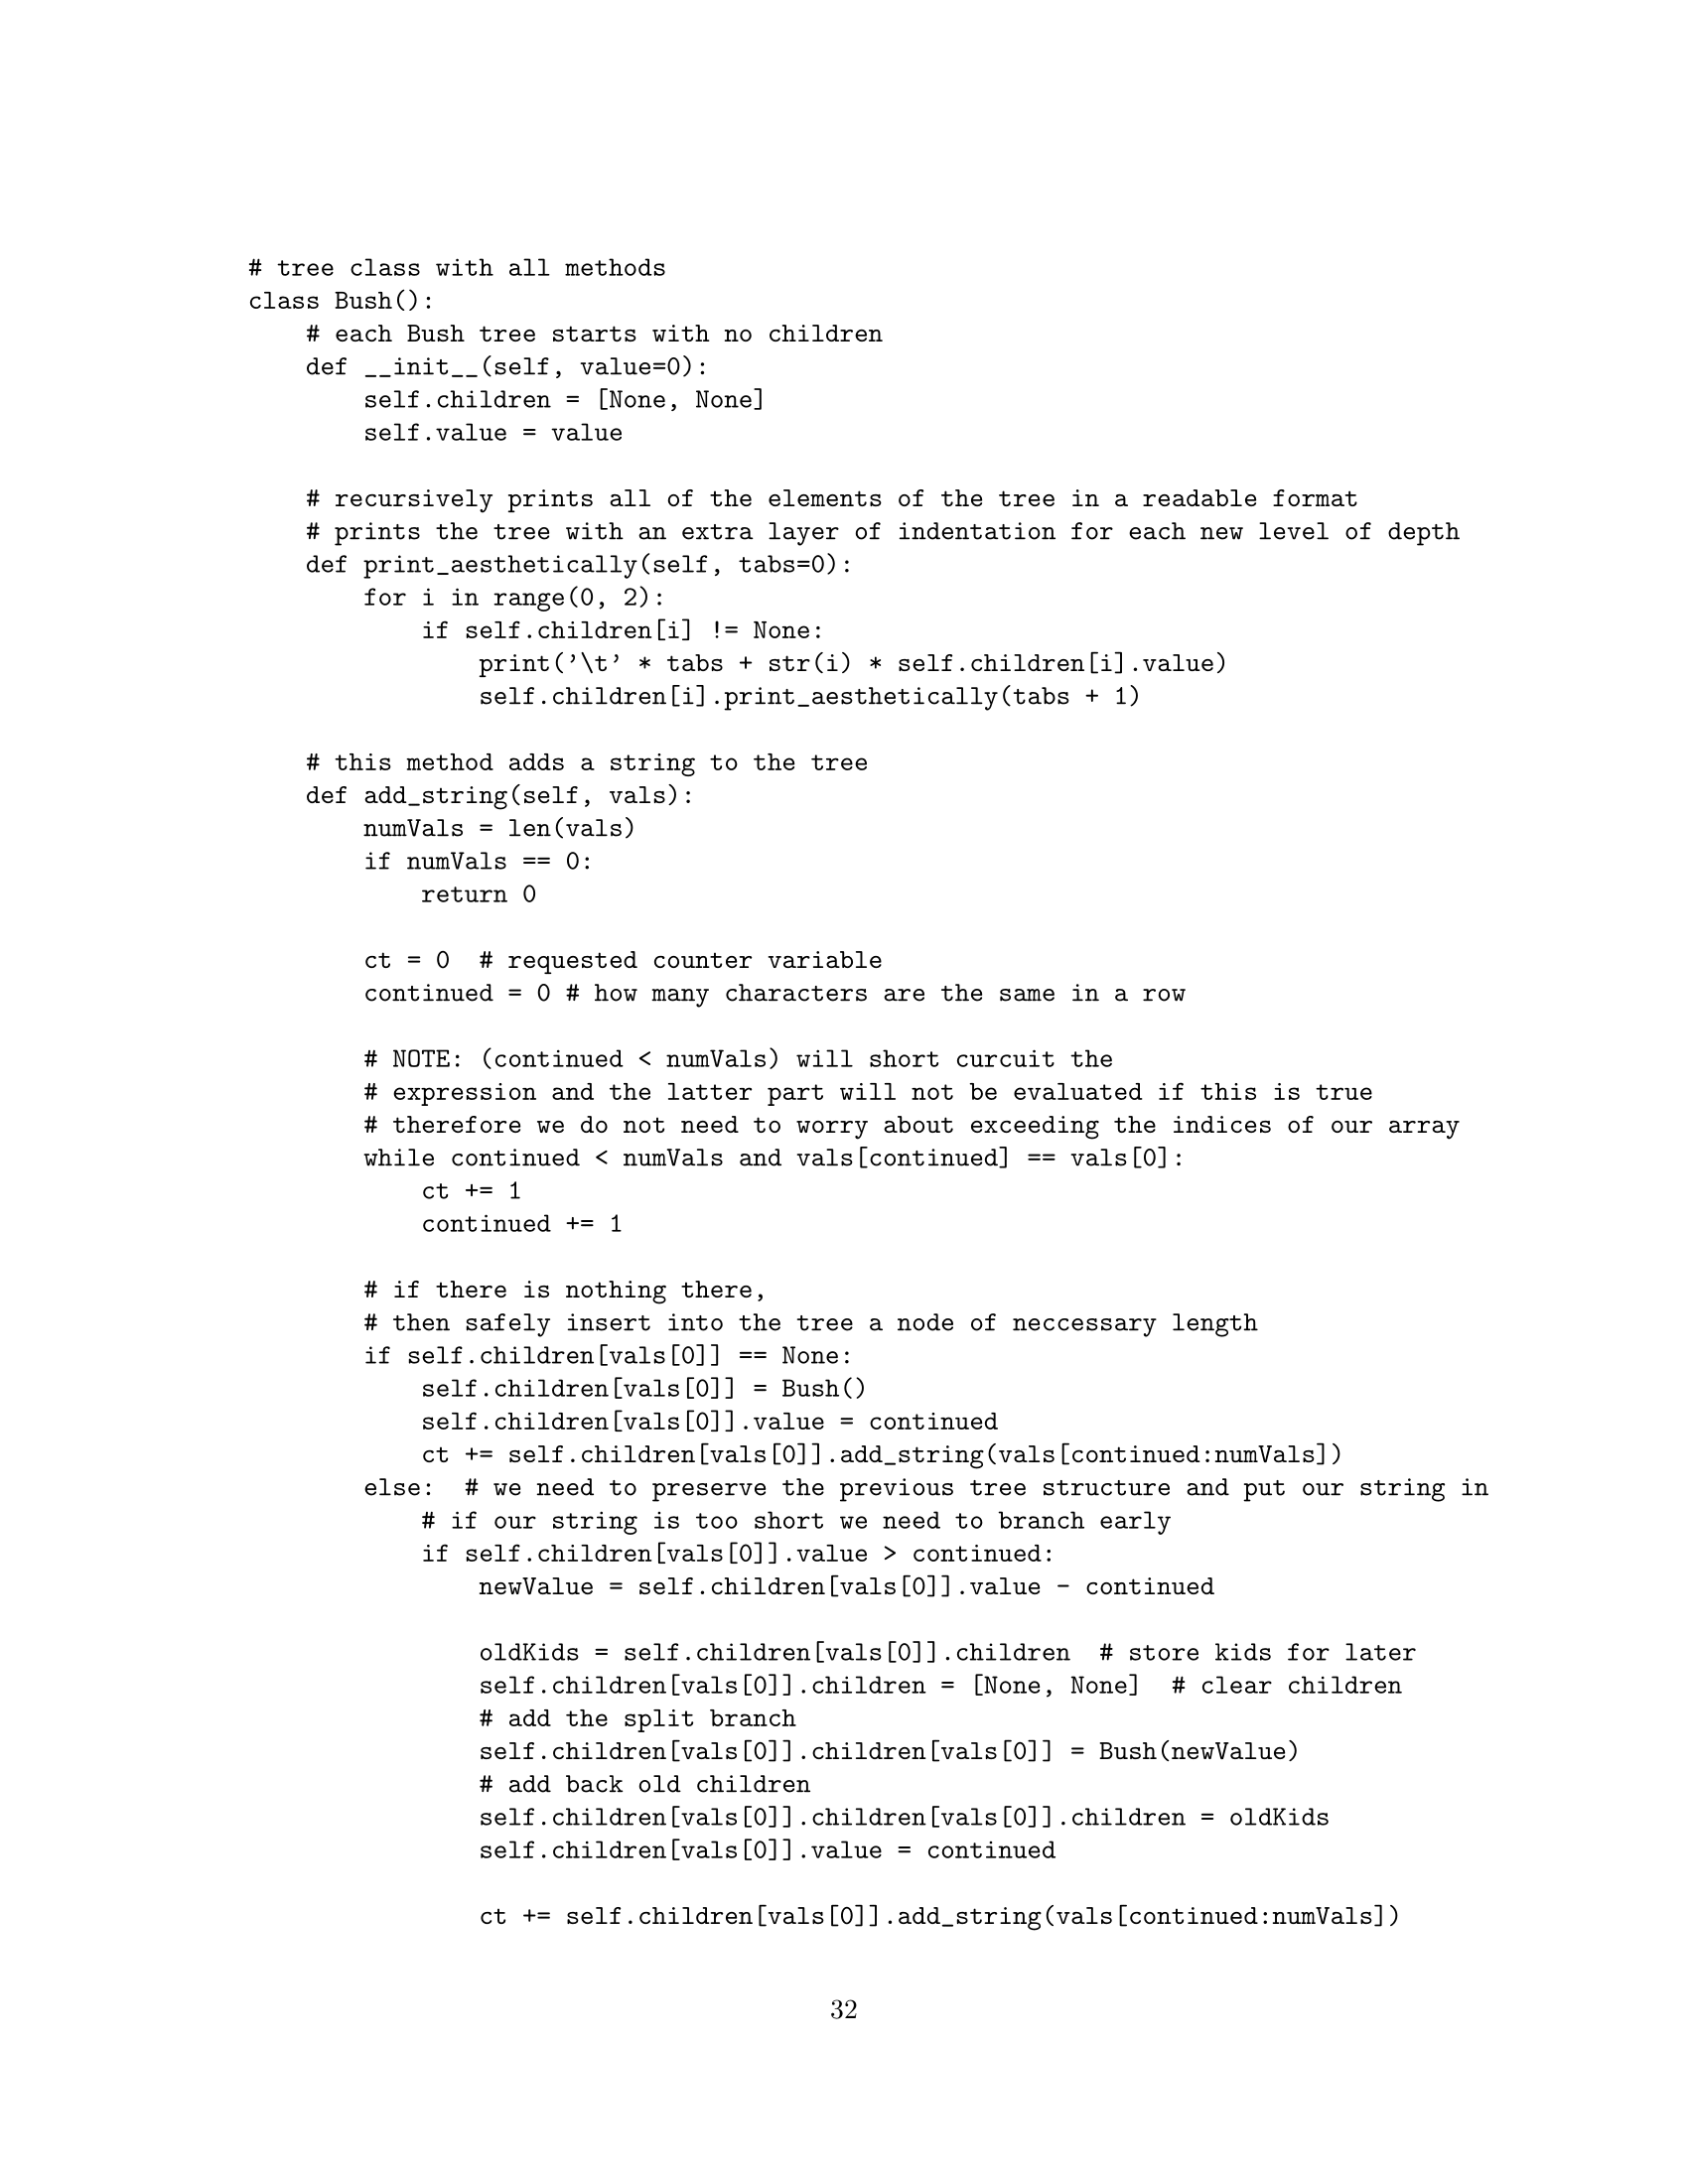 # tree class with all methods
class Bush():
    # each Bush tree starts with no children
    def __init__(self, value=0):
        self.children = [None, None]
        self.value = value

    # recursively prints all of the elements of the tree in a readable format
    # prints the tree with an extra layer of indentation for each new level of depth
    def print_aesthetically(self, tabs=0):
        for i in range(0, 2):
            if self.children[i] != None:
                print('\t' * tabs + str(i) * self.children[i].value)
                self.children[i].print_aesthetically(tabs + 1)

    # this method adds a string to the tree
    def add_string(self, vals):
        numVals = len(vals)
        if numVals == 0:
            return 0

        ct = 0  # requested counter variable
        continued = 0 # how many characters are the same in a row

        # NOTE: (continued < numVals) will short curcuit the
        # expression and the latter part will not be evaluated if this is true
        # therefore we do not need to worry about exceeding the indices of our array
        while continued < numVals and vals[continued] == vals[0]:
            ct += 1
            continued += 1

        # if there is nothing there,
        # then safely insert into the tree a node of neccessary length
        if self.children[vals[0]] == None:
            self.children[vals[0]] = Bush()
            self.children[vals[0]].value = continued
            ct += self.children[vals[0]].add_string(vals[continued:numVals])
        else:  # we need to preserve the previous tree structure and put our string in
            # if our string is too short we need to branch early
            if self.children[vals[0]].value > continued:
                newValue = self.children[vals[0]].value - continued

                oldKids = self.children[vals[0]].children  # store kids for later
                self.children[vals[0]].children = [None, None]  # clear children
                # add the split branch
                self.children[vals[0]].children[vals[0]] = Bush(newValue)
                # add back old children
                self.children[vals[0]].children[vals[0]].children = oldKids
                self.children[vals[0]].value = continued

                ct += self.children[vals[0]].add_string(vals[continued:numVals])
32